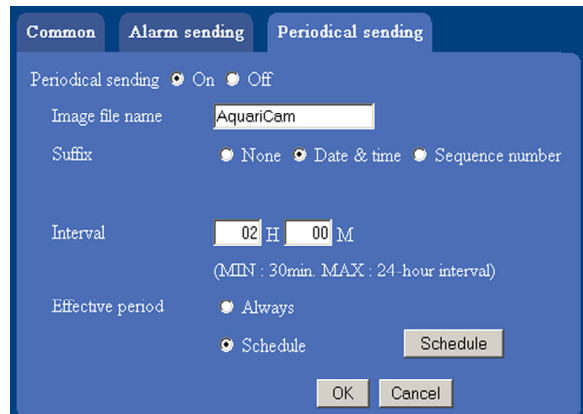 Common Alarm sending Periodical sending
Periodical sending On Off
Image file name AquariCam
Suffix None Date & time Sequence number
Interval 02 H 00 M
(MIN : 30min. MAX : 24-hour interval)
Effective period Always
Schedule Schedule
OK Cancel